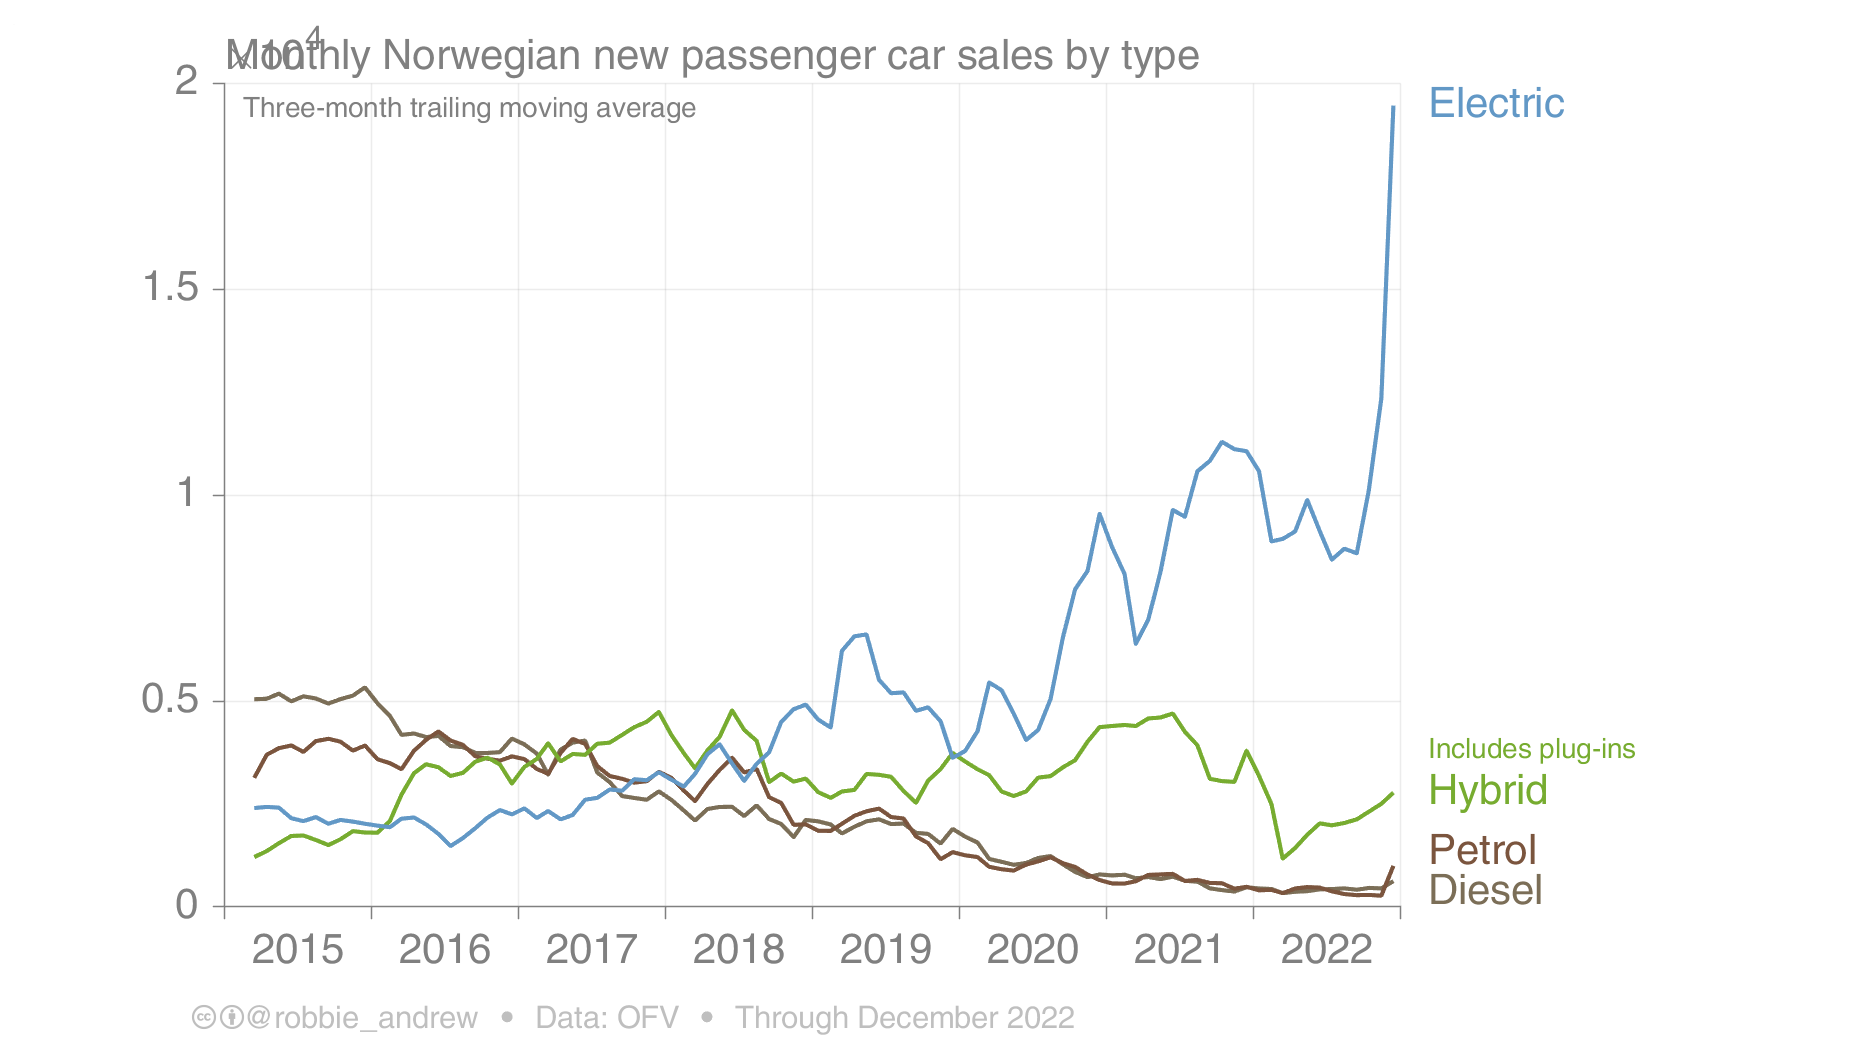 ×10⁴
Monthly Norwegian new passenger car sales by type
Three-month trailing moving average
2
1.5
1
0.5
0
Electric
Includes plug-ins
Hybrid
Petrol
Diesel
2015 2016 2017 2018 2019 2020 2021 2022
cc @robbie_andrew • Data: OFV • Through December 2022